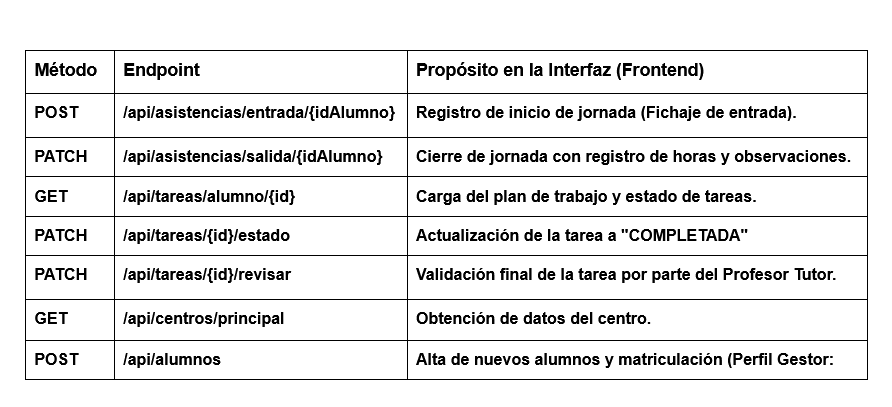 Método Endpoint Propósito en la Interfaz (Frontend)
POST /api/asistencias/entrada/{idAlumno} Registro de inicio de jornada (Fichaje de entrada).
PATCH /api/asistencias/salida/{idAlumno} Cierre de jornada con registro de horas y observaciones.
GET /api/tareas/alumno/{id} Carga del plan de trabajo y estado de tareas.
PATCH /api/tareas/{id}/estado Actualización de la tarea a "COMPLETADA"
PATCH /api/tareas/{id}/revisar Validación final de la tarea por parte del Profesor Tutor.
GET /api/centros/principal Obtención de datos del centro.
POST /api/alumnos Alta de nuevos alumnos y matriculación (Perfil Gestor: